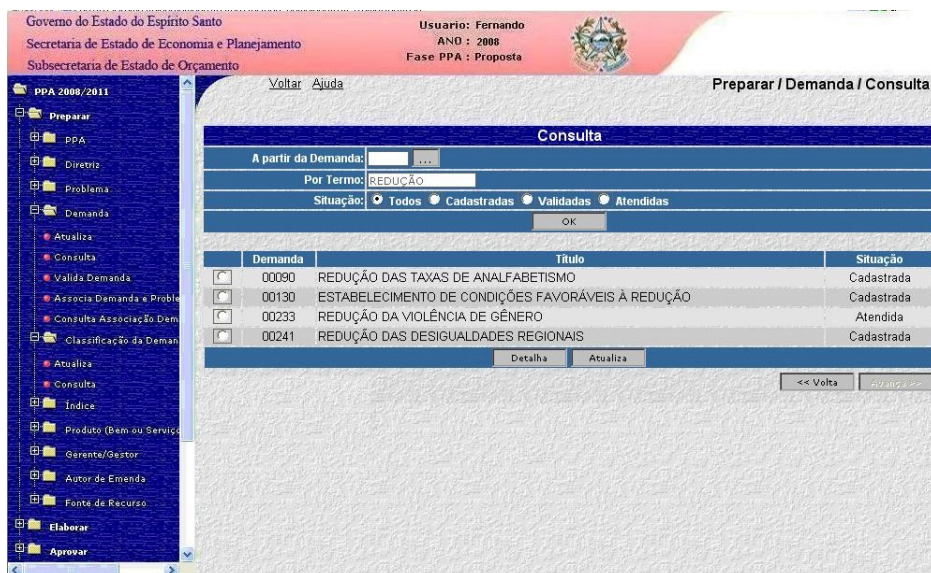 Governo do Estado do Espírito Santo
Secretaria de Estado de Economia e Planejamento
Subsecretaria de Estado de Orçamento
Usuario: Fernando
ANO : 2008
Fase PPA : Proposta
Voltar Ajuda
Preparar / Demanda / Consulta
PPA 2008/2011
Preparar
PPA
Diretriz
Problema
Demanda
Atualiza
Consulta
Valida Demanda
Associa Demanda e Proble
Consulta Associação Dem
Classificação da Deman
Atualiza
Consulta
Índice
Produto (Bem ou Serviço
Gerente/Gestor
Autor de Emenda
Fonte de Recurso
Elaborar
Aprovar
Consulta
A partir da Demanda: ...
Por Termo: REDUÇÃO
Situação: Todos Cadastradas Validadas Atendidas
OK
Demanda Título Situação
00090 REDUÇÃO DAS TAXAS DE ANALFABETISMO Cadastrada
00130 ESTABELECIMENTO DE CONDIÇÕES FAVORÁVEIS À REDUÇÃO Cadastrada
00233 REDUÇÃO DA VIOLÊNCIA DE GÊNERO Atendida
00241 REDUÇÃO DAS DESIGUALDADES REGIONAIS Cadastrada
Detalha Atualiza
<< Volta Avança >>